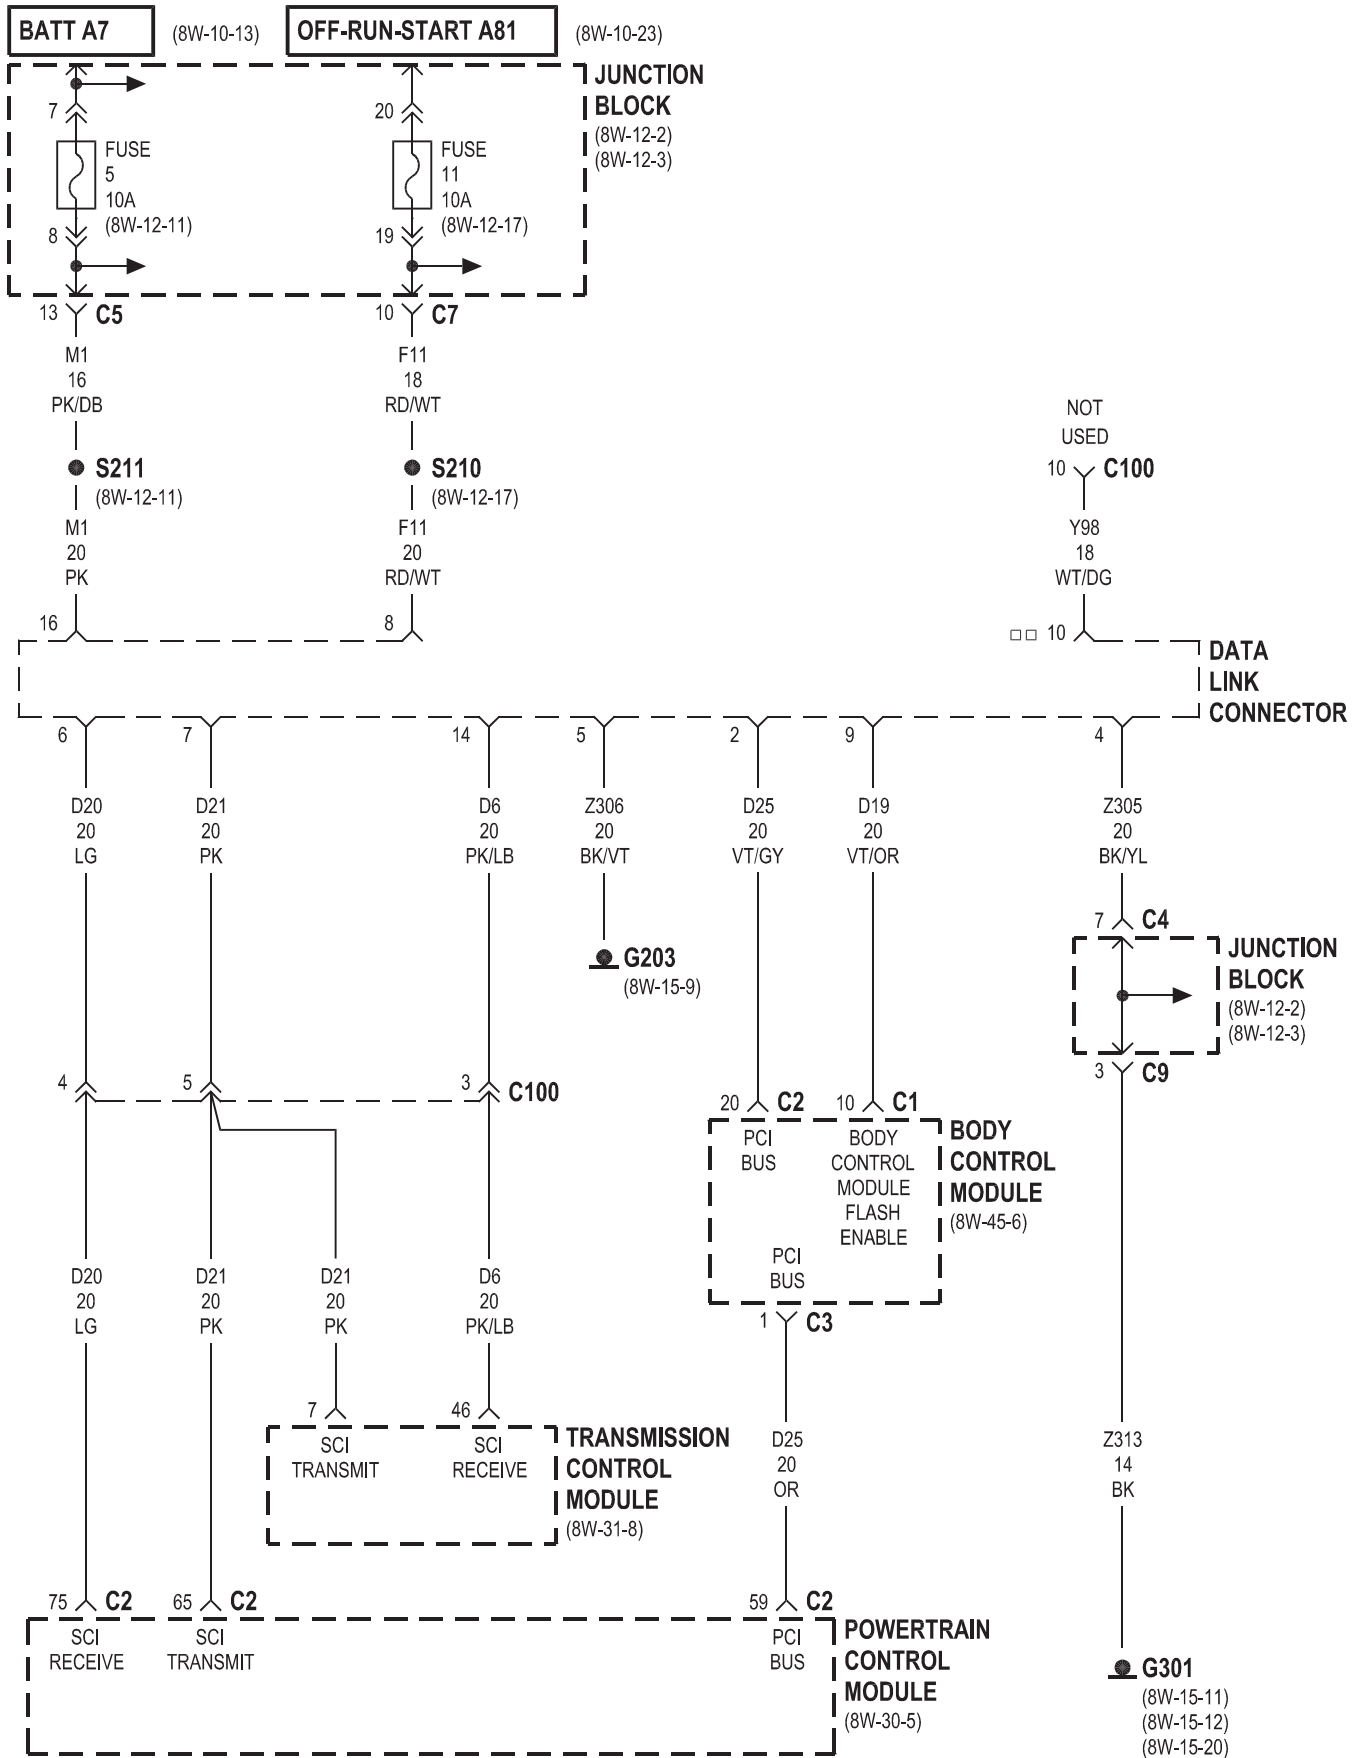 BATT A7
(8W-10-13)
OFF-RUN-START A81
(8W-10-23)
JUNCTION
BLOCK
(8W-12-2)
(8W-12-3)
7
FUSE
5
10A
(8W-12-11)
8
20
FUSE
11
10A
(8W-12-17)
19
13
C5
10
C7
M1
16
PK/DB
F11
18
RD/WT
S211
(8W-12-11)
S210
(8W-12-17)
M1
20
PK
F11
20
RD/WT
NOT
USED
10
C100
Y98
18
WT/DG
16
8
□□ 10
DATA
LINK
CONNECTOR
6
7
14
5
2
9
4
D20
20
LG
D21
20
PK
D6
20
PK/LB
Z306
20
BK/VT
D25
20
VT/GY
D19
20
VT/OR
Z305
20
BK/YL
G203
(8W-15-9)
7
C4
JUNCTION
BLOCK
(8W-12-2)
(8W-12-3)
3
C9
4
5
3
C100
20
C2
10
C1
PCI
BUS
BODY
CONTROL
MODULE
FLASH
ENABLE
PCI
BUS
BODY
CONTROL
MODULE
(8W-45-6)
1
C3
D20
20
LG
D21
20
PK
D21
20
PK
D6
20
PK/LB
7
46
SCI
TRANSMIT
SCI
RECEIVE
TRANSMISSION
CONTROL
MODULE
(8W-31-8)
D25
20
OR
Z313
14
BK
75
C2
65
C2
59
C2
SCI
RECEIVE
SCI
TRANSMIT
PCI
BUS
POWERTRAIN
CONTROL
MODULE
(8W-30-5)
G301
(8W-15-11)
(8W-15-12)
(8W-15-20)